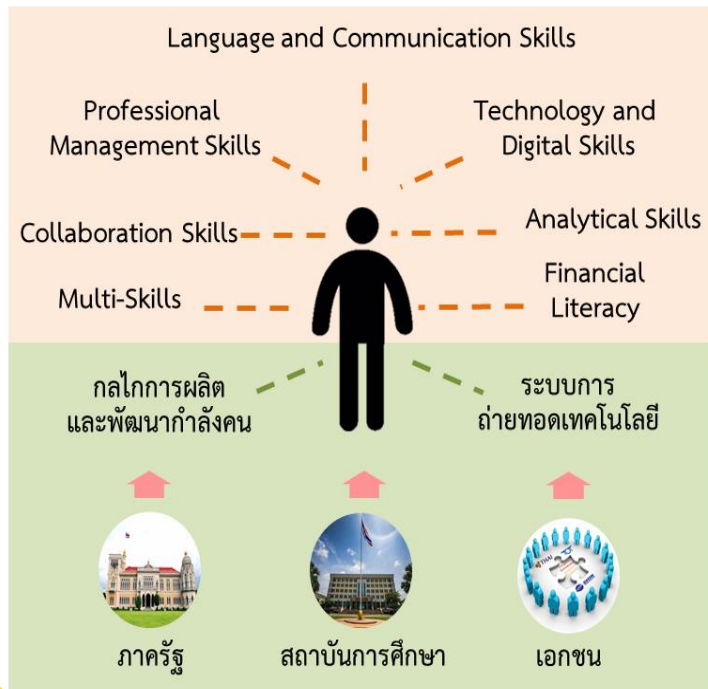 Language and Communication Skills
Professional
Management Skills
Technology and
Digital Skills
Collaboration Skills
Analytical Skills
Multi-Skills
Financial
Literacy
กลไกการผลิต
และพัฒนากำลังคน
ระบบการ
ถ่ายทอดเทคโนโลยี
THAI
ภาครัฐ
สถาบันการศึกษา
เอกชน